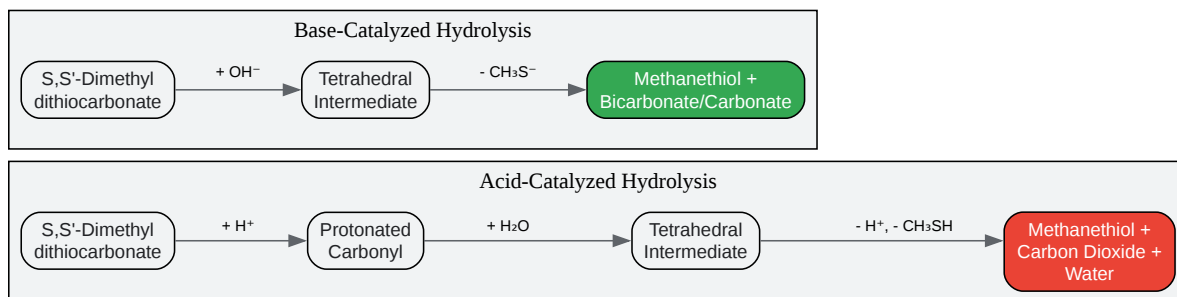 Base-Catalyzed Hydrolysis
S,S'-Dimethyl
dithiocarbonate
+ OH⁻
Tetrahedral
Intermediate
- CH₃S⁻
Methanethiol +
Bicarbonate/Carbonate
Acid-Catalyzed Hydrolysis
S,S'-Dimethyl
dithiocarbonate
+ H⁺
Protonated
Carbonyl
+ H₂O
Tetrahedral
Intermediate
- H⁺, - CH₃SH
Methanethiol +
Carbon Dioxide +
Water